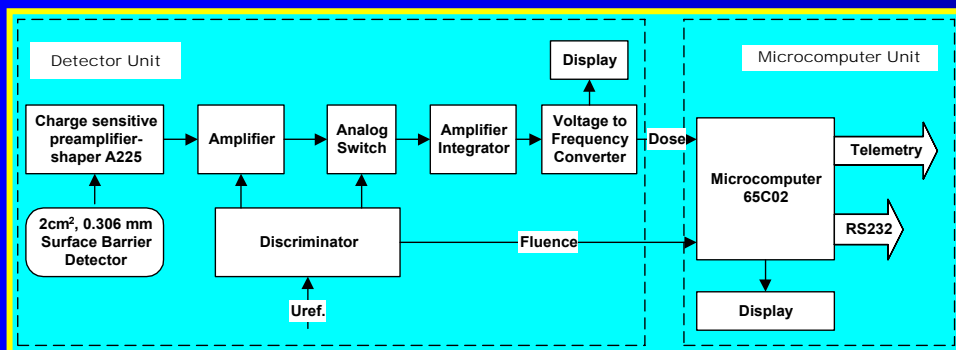 Detector Unit
Microcomputer Unit
Display
Charge sensitive
preamplifier-
shaper A225
Amplifier
Analog
Switch
Amplifier
Integrator
Voltage to
Frequency
Converter
Dose
Microcomputer
65C02
Telemetry
RS232
2cm², 0.306 mm
Surface Barrier
Detector
Discriminator
Fluence
Uref.
Display